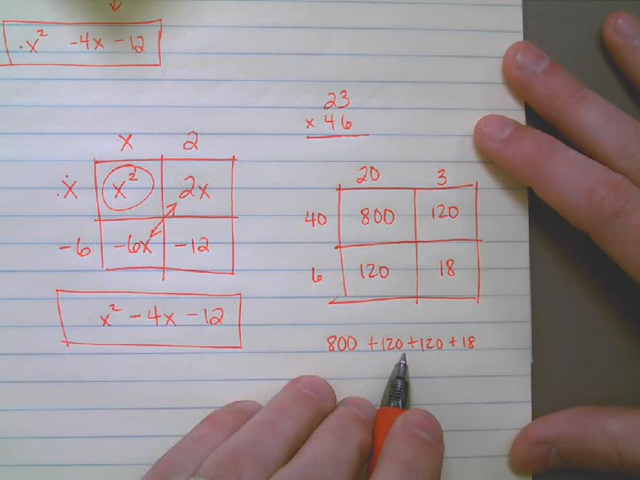 x² -4x -12
23
x 46
x 2
x x² 2x
-6 -6x -12
x² -4x -12
20 3
40 800 120
6 120 18
800 +120+120 +18